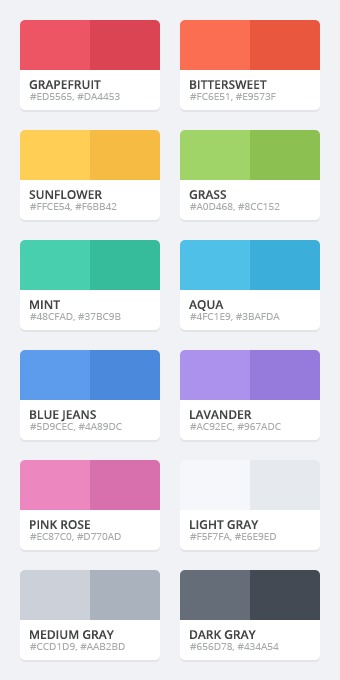 GRAPEFRUIT
#ED5565, #DA4453
BITTERSWEET
#FC6E51, #E9573F
SUNFLOWER
#FFCE54, #F6BB42
GRASS
#A0D468, #8CC152
MINT
#48CFAD, #37BC9B
AQUA
#4FC1E9, #3BAFDA
BLUE JEANS
#5D9CEC, #4A89DC
LAVANDER
#AC92EC, #967ADC
PINK ROSE
#EC87C0, #D770AD
LIGHT GRAY
#F5F7FA, #E6E9ED
MEDIUM GRAY
#CCD1D9, #AAB2BD
DARK GRAY
#656D78, #434A54